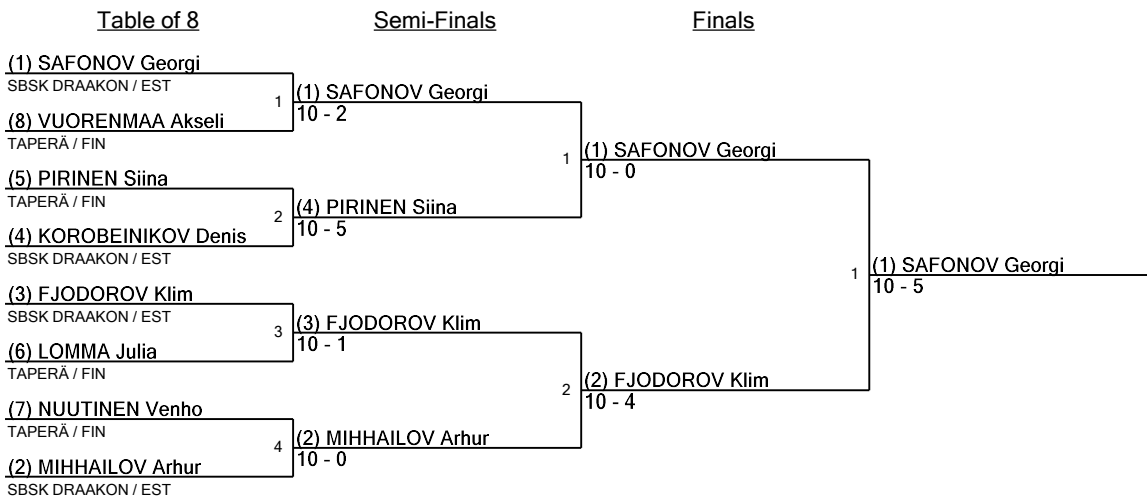 Table of 8
Semi-Finals
Finals
(1) SAFONOV Georgi
SBSK DRAAKON / EST
1
(8) VUORENMAA Akseli
TAPERÄ / FIN
(5) PIRINEN Siina
TAPERÄ / FIN
2
(4) KOROBEINIKOV Denis
SBSK DRAAKON / EST
(3) FJODOROV Klim
SBSK DRAAKON / EST
3
(6) LOMMA Julia
TAPERÄ / FIN
(7) NUUTINEN Venho
TAPERÄ / FIN
4
(2) MIHHAILOV Arhur
SBSK DRAAKON / EST
(1) SAFONOV Georgi
10 - 2
1
(4) PIRINEN Siina
10 - 5
(3) FJODOROV Klim
10 - 1
2
(2) MIHHAILOV Arhur
10 - 0
(1) SAFONOV Georgi
10 - 0
1
(2) FJODOROV Klim
10 - 4
(1) SAFONOV Georgi
10 - 5